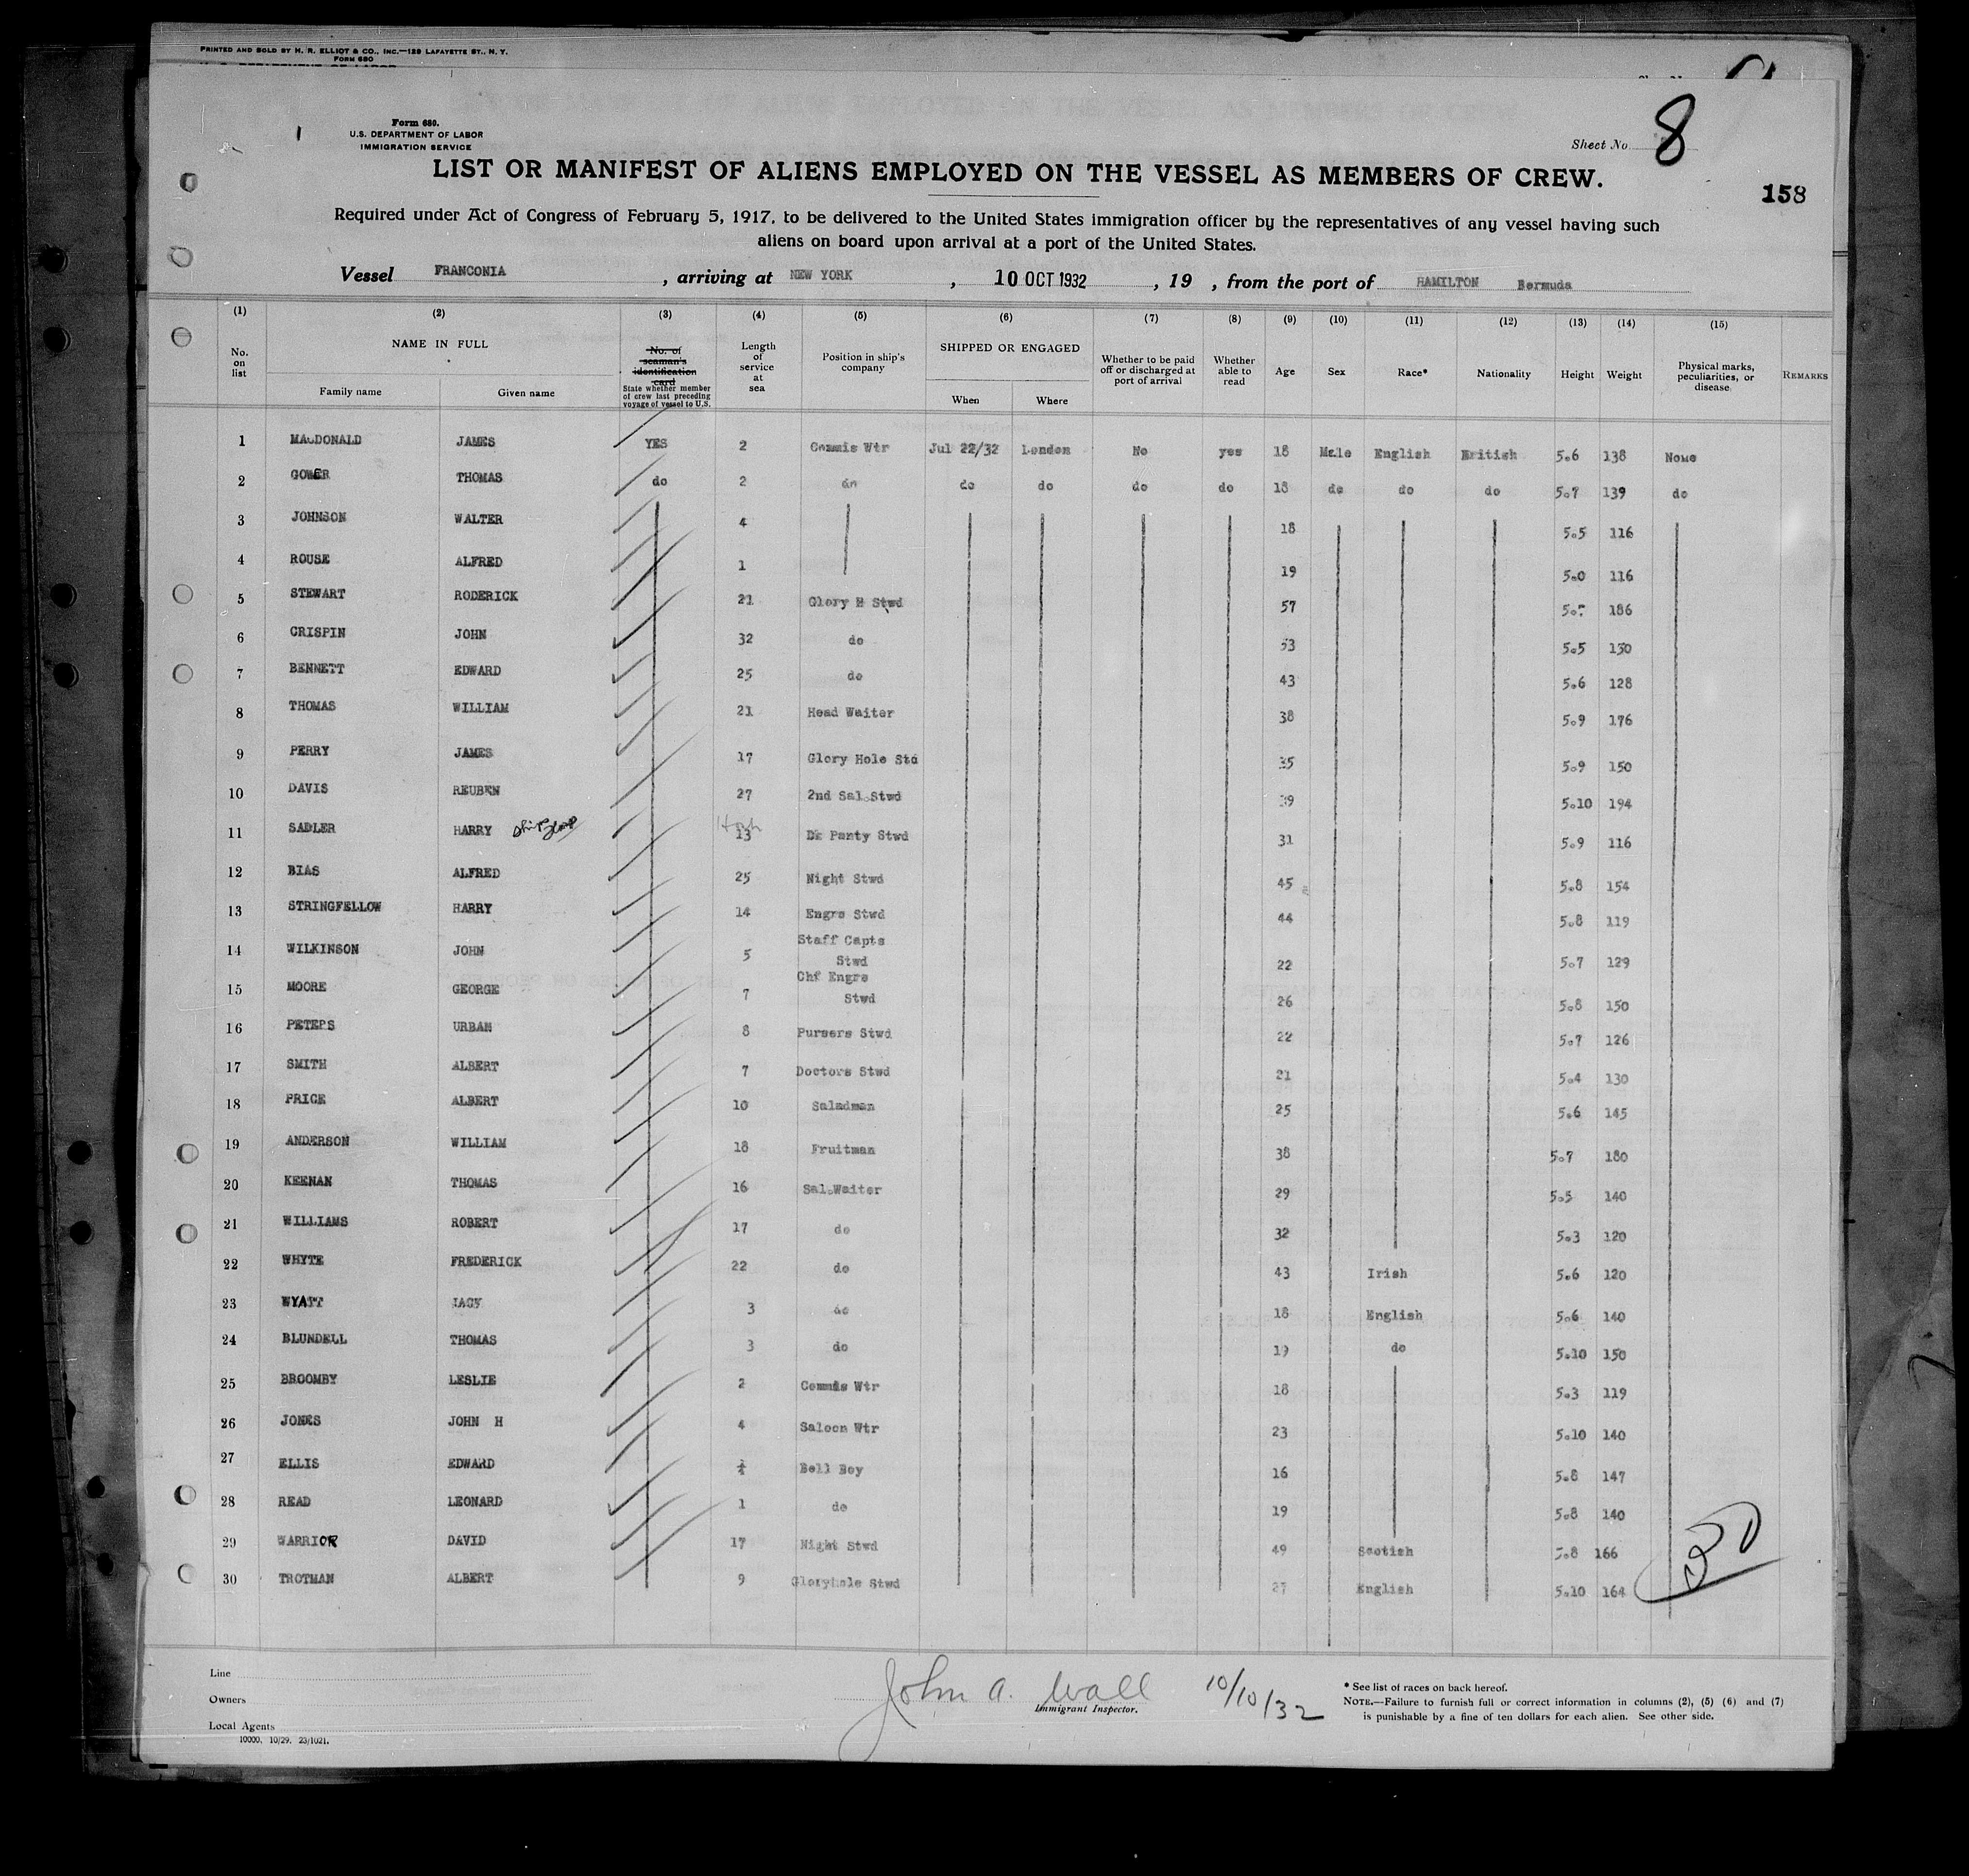 PRINTED AND SOLD BY H. R. ELLIOT & CO., INC.—129 LAFAYETTE ST., N. Y.
FORM 680
Form 680.
U.S. DEPARTMENT OF LABOR
IMMIGRATION SERVICE
Sheet No 8
LIST OR MANIFEST OF ALIENS EMPLOYED ON THE VESSEL AS MEMBERS OF CREW.
158
Required under Act of Congress of February 5, 1917, to be delivered to the United States immigration officer by the representatives of any vessel having such
aliens on board upon arrival at a port of the United States.
Vessel FRANCONIA , arriving at NEW YORK , 10 OCT 1932 , 19 , from the port of HAMILTON Bermuda
(1) (2) (3) (4) (5) (6) (7) (8) (9) (10) (11) (12) (13) (14) (15)
No. on list NAME IN FULL Family name Given name No. of seaman's identification card State whether member of crew last preceding voyage of vessel to U.S. Length of service at sea Position in ship's company SHIPPED OR ENGAGED When Where Whether to be paid off or discharged at port of arrival Whether able to read Age Sex Race* Nationality Height Weight Physical marks, peculiarities, or disease REMARKS
1 MacDONALD JAMES YES 2 Commis Wtr Jul 22/32 London No yes 18 Male English British 5.6 138 None
2 GOWER THOMAS do 2 do do do do do 18 do do do 5.7 139 do
3 JOHNSON WALTER 4 18 5.5 116
4 ROUSE ALFRED 1 19 5.0 116
5 STEWART RODERICK 21 Glory H Stwd 57 186
6 CRISPIN JOHN 32 do 53 5.5 130
7 BENNETT EDWARD 25 do 43 5.6 128
8 THOMAS WILLIAM 21 Head Waiter 38 5.9 176
9 PERRY JAMES 17 Glory Hole Std 35 5.9 150
10 DAVIS REUBEN 27 2nd Sal.Stwd 39 5.10 194
11 SADLER HARRY 13 Dk Panty Stwd 31 5.9 116
12 BIAS ALFRED 25 Night Stwd 45 5.8 154
13 STRINGFELLOW HARRY 14 Engrs Stwd 44 5.8 119
14 WILKINSON JOHN 5 Staff Capts Stwd 22 5.7 129
15 MOORE GEORGE 7 Chf Engrs Stwd 26 5.8 150
16 PETERS URBAN 8 Pursers Stwd 22 5.7 126
17 SMITH ALBERT 7 Doctors Stwd 21 5.4 130
18 PRICE ALBERT 10 Saladman 25 5.6 145
19 ANDERSON WILLIAM 18 Fruitman 38 5.7 180
20 KEENAN THOMAS 16 Sal.Waiter 29 5.5 140
21 WILLIAMS ROBERT 17 do 32 5.3 120
22 WHYTE FREDERICK 22 do 43 Irish 5.6 120
23 WYATT JACK 3 do 18 English 5.6 140
24 BLUNDELL THOMAS 3 do 19 do 5.10 150
25 BROOMBY LESLIE 2 Commis Wtr 18 5.3 119
26 JONES JOHN H 4 Saloon Wtr 23 5.10 140
27 ELLIS EDWARD Bell Boy 16 5.8 147
28 READ LEONARD 1 do 19 5.8 140
29 WARRIOR DAVID 17 Night Stwd 49 Scotish 5.8 166
30 TROTMAN ALBERT 9 Gloryhole Stwd 27 English 5.10 164
30
Line
Owners
Local Agents
10000, 10/29. 23/1021.
John A. Wall 10/10/32
Immigrant Inspector.
* See list of races on back hereof.
NOTE.—Failure to furnish full or correct information in columns (2), (5) (6) and (7)
is punishable by a fine of ten dollars for each alien. See other side.